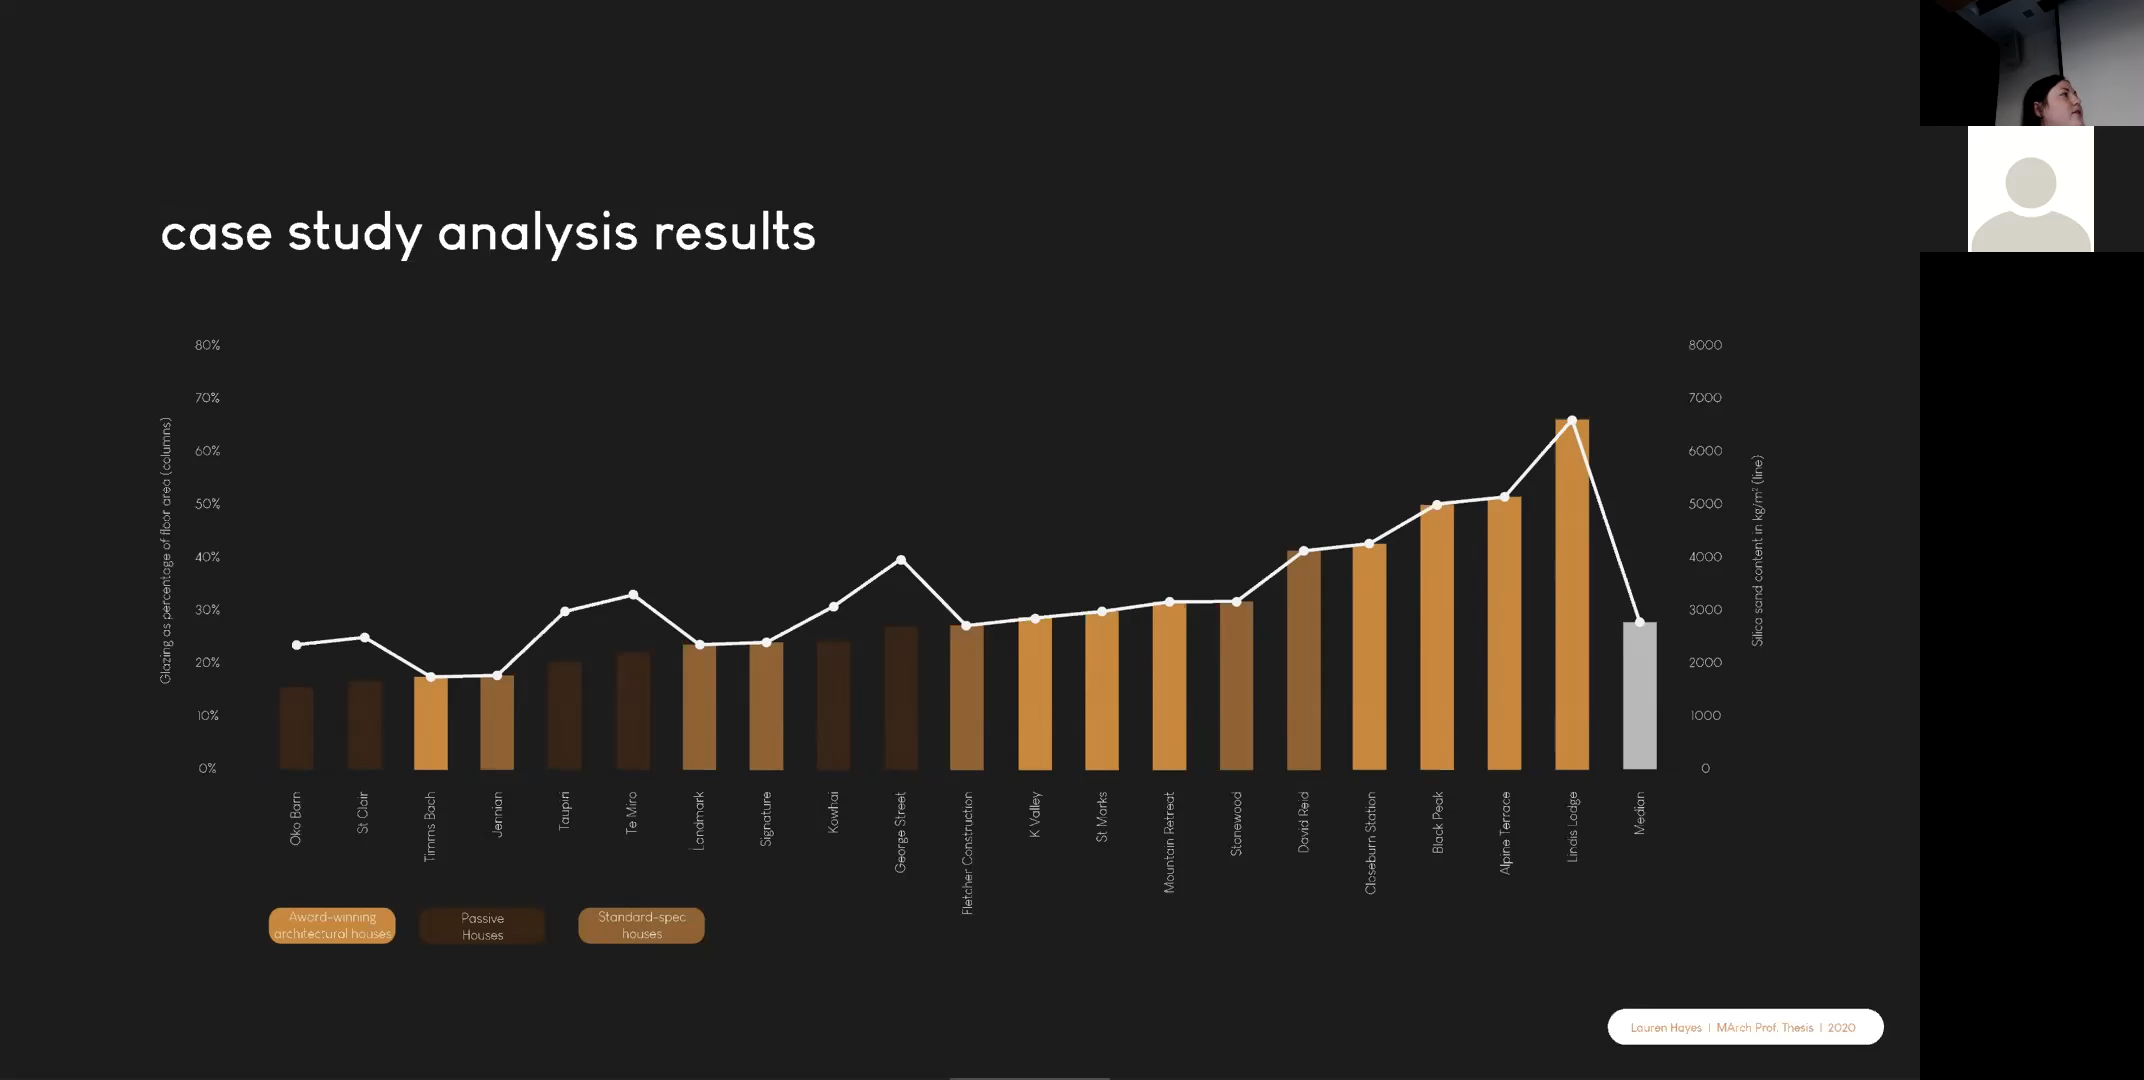 case study analysis results
80%
70%
60%
50%
40%
30%
20%
10%
0%
Glazing as percentage of floor area (columns)
8000
7000
6000
5000
4000
3000
2000
1000
0
Silica sand content in kg/m² (line)
Oko Barn
St Clair
Timms Bach
Jennian
Taupiri
Te Miro
Landmark
Signature
Kowhai
George Street
Fletcher Construction
K Valley
St Marks
Mountain Retreat
Stonewood
David Reid
Closeburn Station
Black Peak
Alpine Terrace
Lindis Lodge
Median
Award-winning
architectural houses
Passive
Houses
Standard-spec
houses
Lauren Hayes | MArch Prof. Thesis | 2020